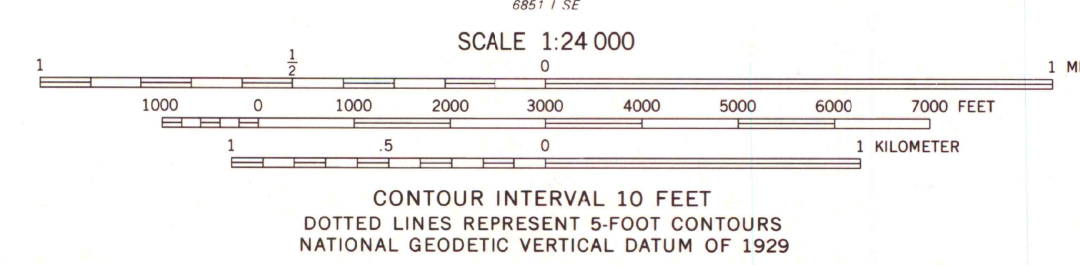 6851 I SE
SCALE 1:24 000
1 1/2 0 1 MI
1000 0 1000 2000 3000 4000 5000 6000 7000 FEET
1 .5 0 1 KILOMETER
CONTOUR INTERVAL 10 FEET
DOTTED LINES REPRESENT 5-FOOT CONTOURS
NATIONAL GEODETIC VERTICAL DATUM OF 1929